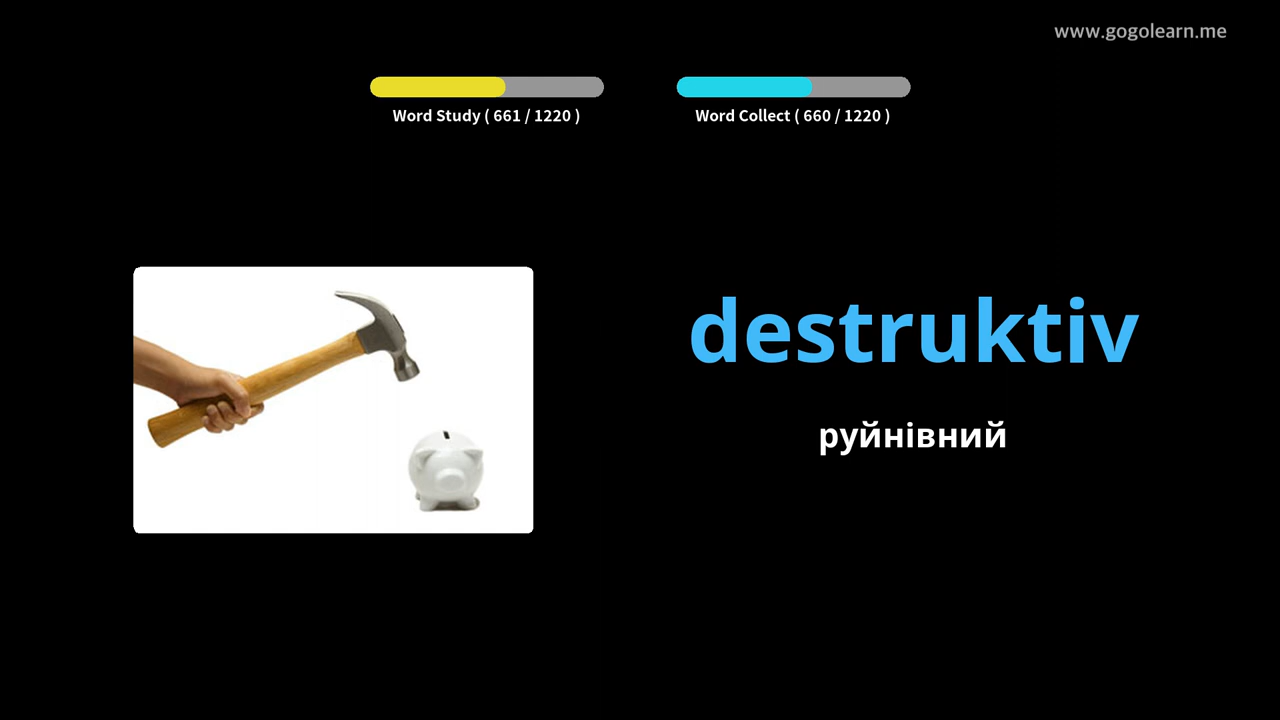 www.gogolearn.me
Word Study ( 661 / 1220 )
Word Collect ( 660 / 1220 )
destruktiv
руйнівний